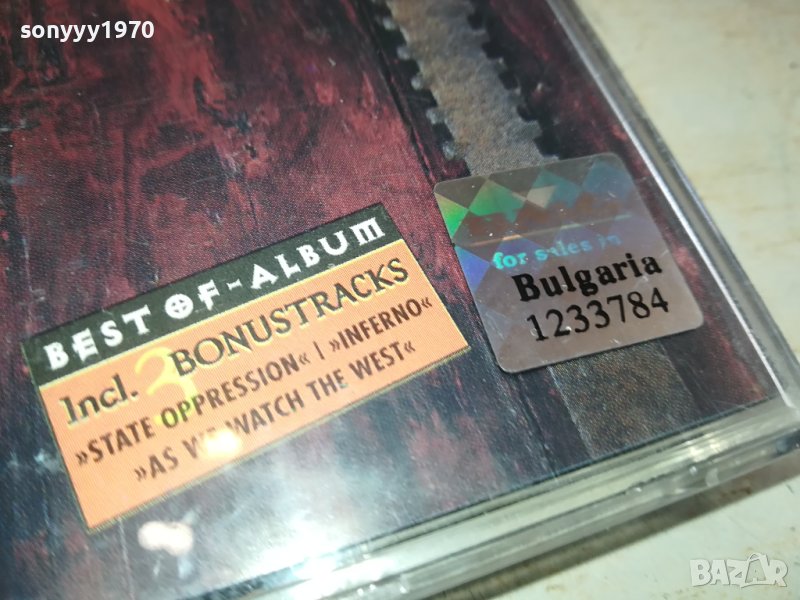 sonyyy1970
BEST OF-ALBUM
Incl. 3 BONUSTRACKS
»STATE OPPRESSION« | »INFERNO«
»AS WE WATCH THE WEST«
for sales in
Bulgaria
1233784
BAZAR